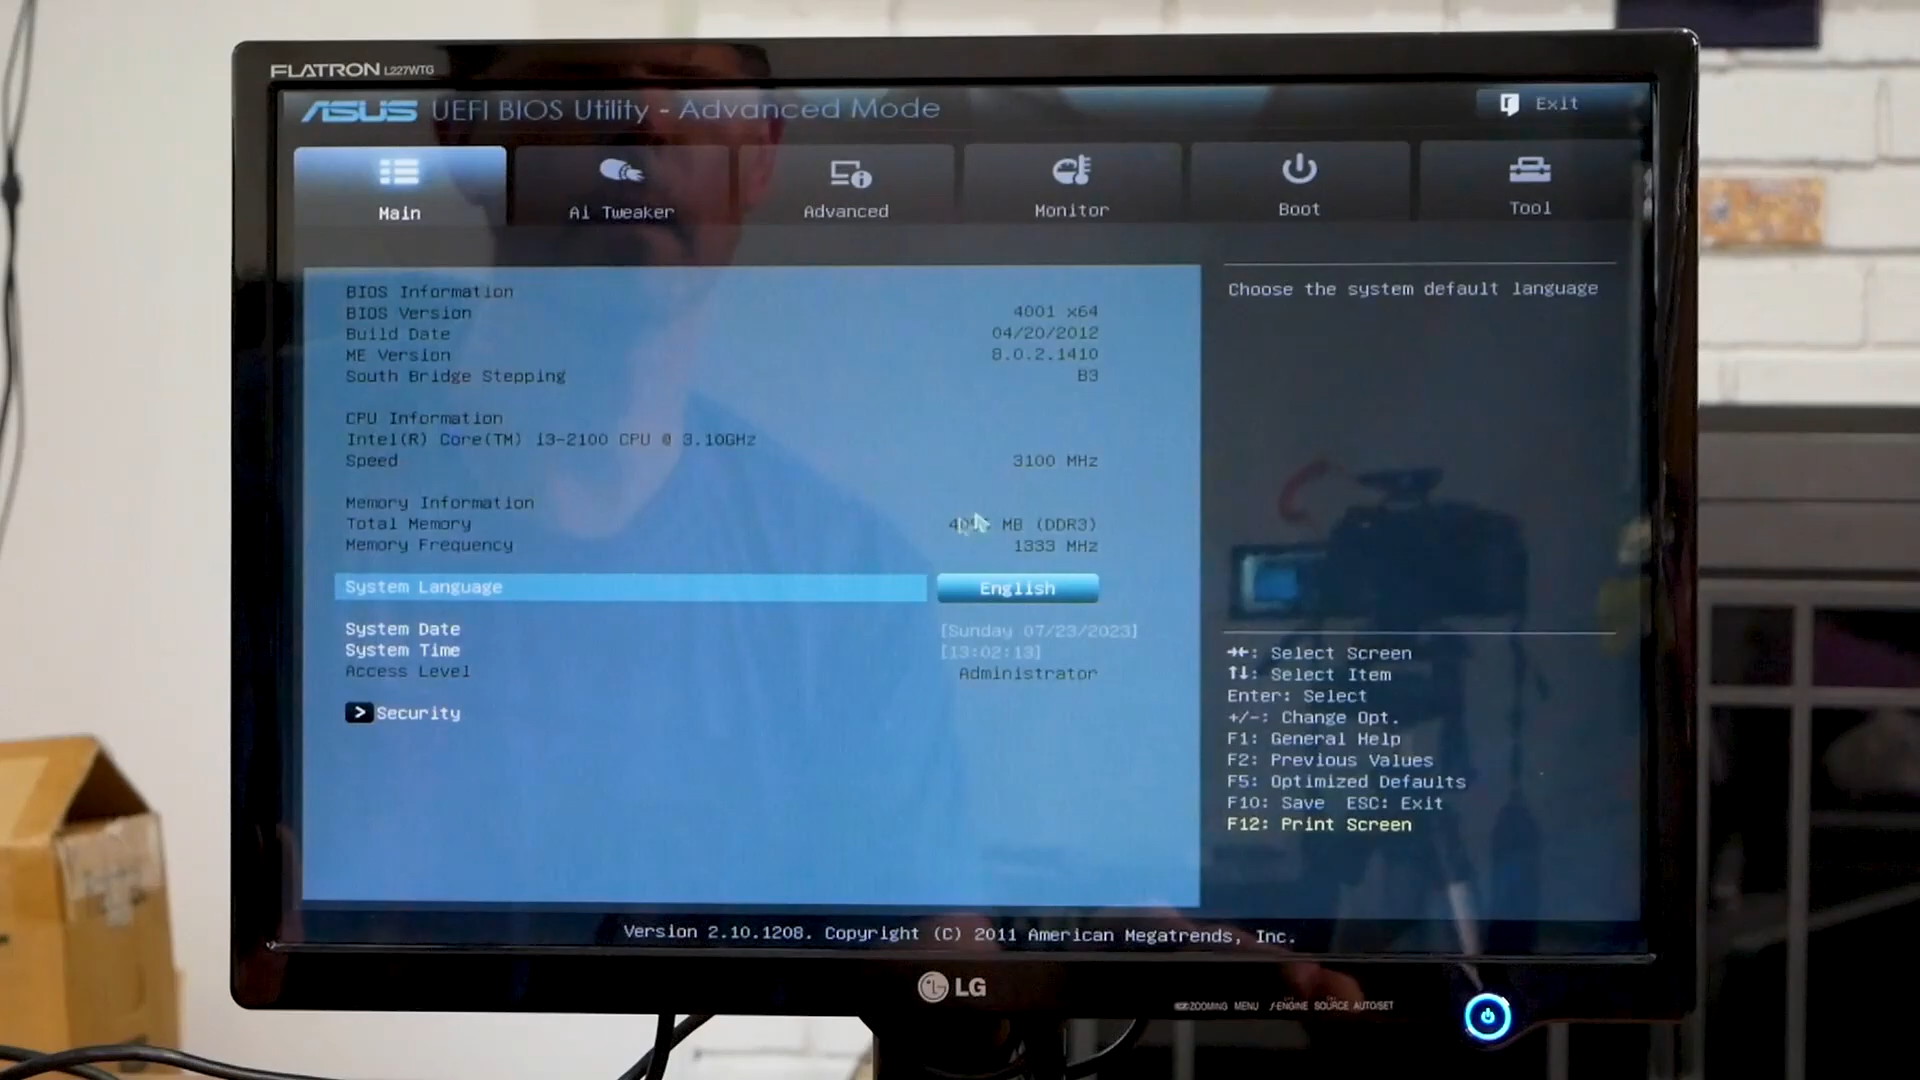 FLATRON L227WTG
ASUS UEFI BIOS Utility - Advanced Mode
Exit
Main
Ai Tweaker
Advanced
Monitor
Boot
Tool
BIOS Information
BIOS Version 4001 x64
Build Date 04/20/2012
ME Version 8.0.2.1410
South Bridge Stepping B3
CPU Information
Intel(R) Core(TM) i3-2100 CPU @ 3.10GHz
Speed 3100 MHz
Memory Information
Total Memory MB (DDR3)
Memory Frequency 1333 MHz
System Language English
System Date [Sunday 07/23/2023]
System Time [13:02:13]
Access Level Administrator
> Security
Choose the system default language
→←: Select Screen
↑↓: Select Item
Enter: Select
+/-: Change Opt.
F1: General Help
F2: Previous Values
F5: Optimized Defaults
F10: Save ESC: Exit
F12: Print Screen
Version 2.10.1208. Copyright (C) 2011 American Megatrends, Inc.
LG
ZOOMING MENU f-ENGINE SOURCE AUTO/SET